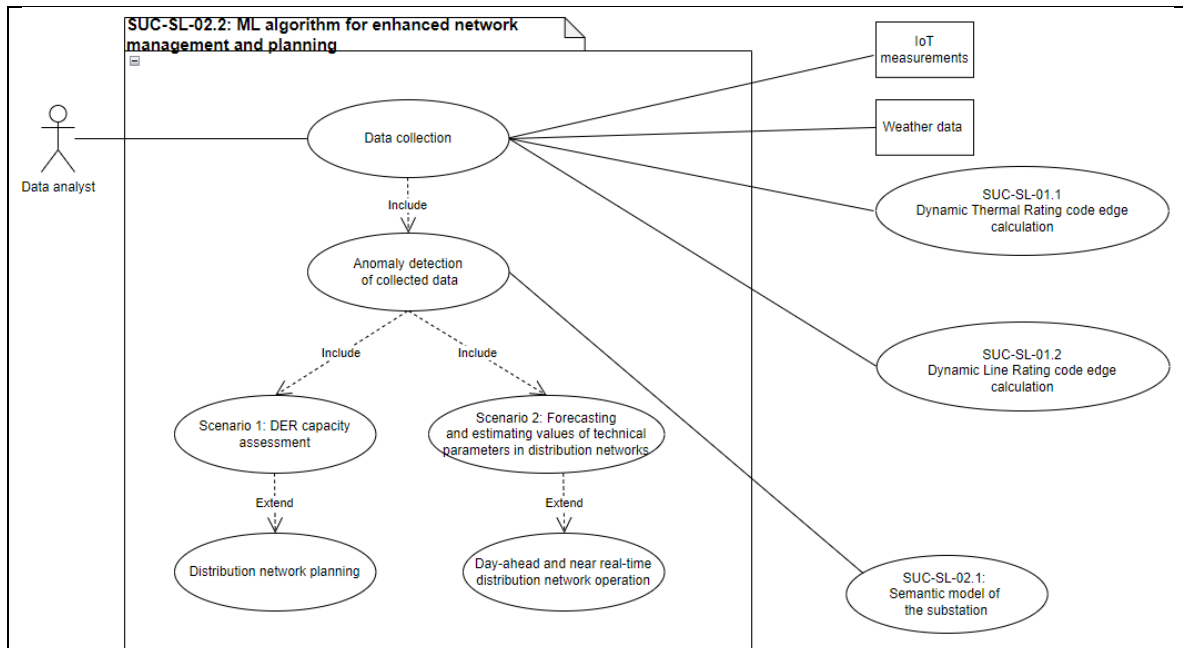 SUC-SL-02.2: ML algorithm for enhanced network
management and planning
IoT
measurements
Weather data
Data collection
Data analyst
SUC-SL-01.1
Dynamic Thermal Rating code edge
calculation
Include
Anomaly detection
of collected data
Include
Include
SUC-SL-01.2
Dynamic Line Rating code edge
calculation
Scenario 1: DER capacity
assessment
Scenario 2: Forecasting
and estimating values of technical
parameters in distribution networks
Extend
Extend
Distribution network planning
Day-ahead and near real-time
distribution network operation
SUC-SL-02.1:
Semantic model of
the substation